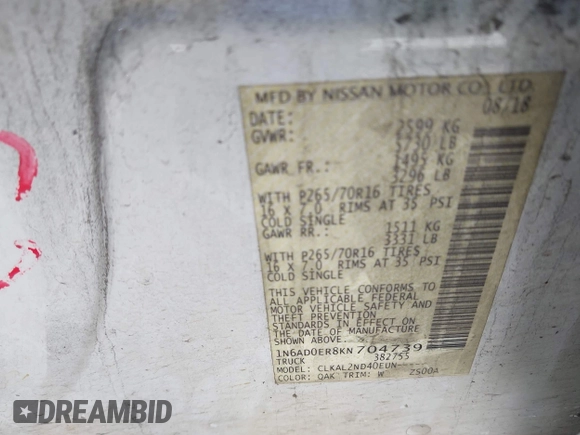 MFD BY NISSAN MOTOR CO., LTD.
DATE: 08/18
GVWR: 2599 KG
5730 LB
GAWR FR.: 1495 KG
3296 LB
WITH P265/70R16 TIRES
16 X 7.0 RIMS AT 35 PSI
COLD SINGLE
GAWR RR.: 1511 KG
3331 LB
WITH P265/70R16 TIRES
16 X 7.0 RIMS AT 35 PSI
COLD SINGLE
THIS VEHICLE CONFORMS TO
ALL APPLICABLE FEDERAL
MOTOR VEHICLE SAFETY AND
THEFT PREVENTION
STANDARDS IN EFFECT ON
THE DATE OF MANUFACTURE
SHOWN ABOVE.
1N6AD0ER8KN704739
TRUCK 382755
MODEL: CLKAL2ND40EUN-----
COLOR: QAK TRIM: W Z500A
DREAMBID